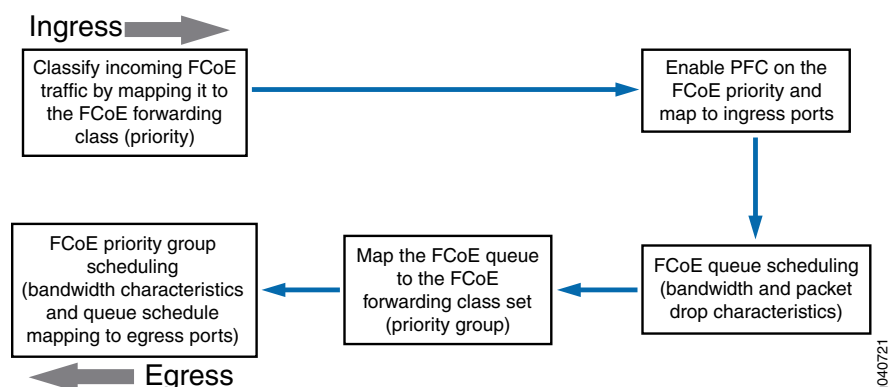 Ingress
Classify incoming FCoE
traffic by mapping it to
the FCoE forwarding
class (priority)
Enable PFC on the
FCoE priority and
map to ingress ports
FCoE queue scheduling
(bandwidth and packet
drop characteristics)
Map the FCoE queue
to the FCoE
forwarding class set
(priority group)
FCoE priority group
scheduling
(bandwidth characteristics
and queue schedule
mapping to egress ports)
Egress
040721